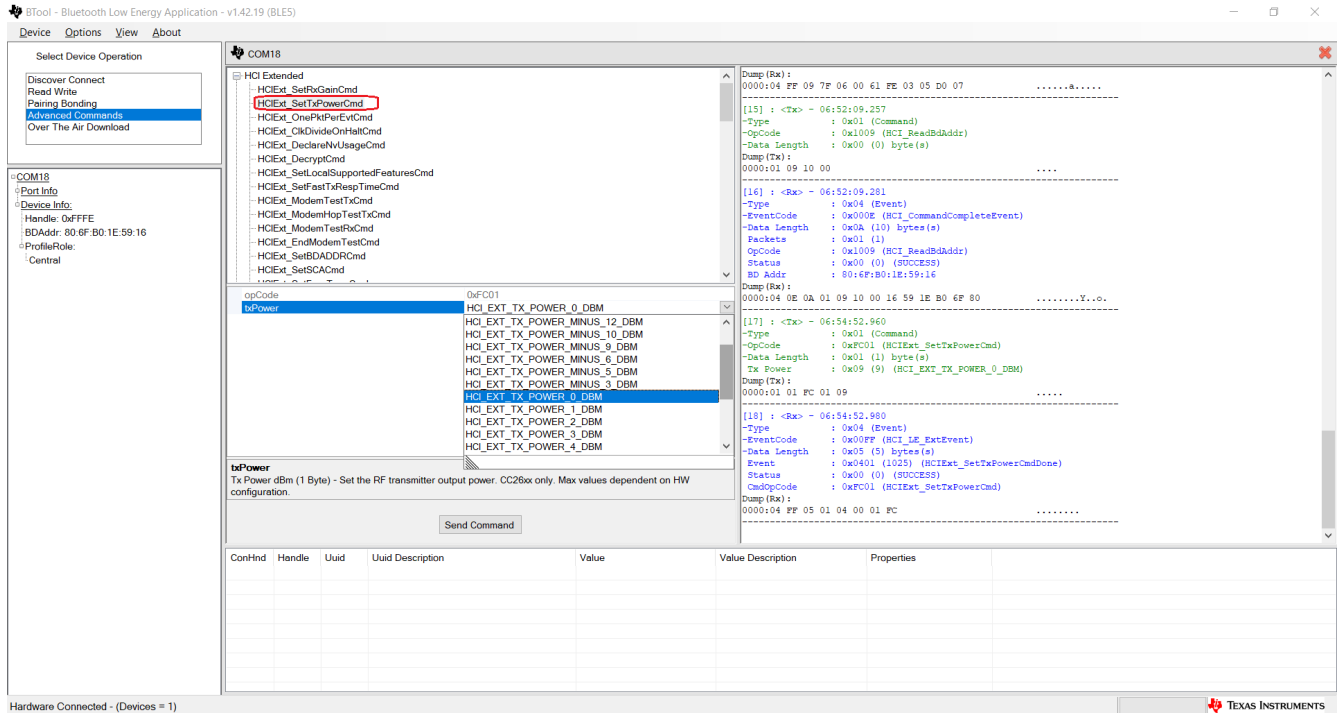 BTool - Bluetooth Low Energy Application - v1.42.19 (BLE5)
Device Options View About
Select Device Operation
Discover Connect
Read Write
Pairing Bonding
Advanced Commands
Over The Air Download
COM18
Port Info
Device Info:
Handle: 0xFFFE
BDAddr: 80:6F:B0:1E:59:16
ProfileRole:
Central
COM18
HCI Extended
HCIExt_SetRxGainCmd
HCIExt_SetTxPowerCmd
HCIExt_OnePktPerEvtCmd
HCIExt_ClkDivideOnHaltCmd
HCIExt_DeclareNvUsageCmd
HCIExt_DecryptCmd
HCIExt_SetLocalSupportedFeaturesCmd
HCIExt_SetFastTxRespTimeCmd
HCIExt_ModemTestTxCmd
HCIExt_ModemHopTestTxCmd
HCIExt_ModemTestRxCmd
HCIExt_EndModemTestCmd
HCIExt_SetBDADDRCmd
HCIExt_SetSCACmd
opCode 0xFC01
txPower HCI_EXT_TX_POWER_0_DBM
HCI_EXT_TX_POWER_MINUS_12_DBM
HCI_EXT_TX_POWER_MINUS_10_DBM
HCI_EXT_TX_POWER_MINUS_9_DBM
HCI_EXT_TX_POWER_MINUS_6_DBM
HCI_EXT_TX_POWER_MINUS_5_DBM
HCI_EXT_TX_POWER_MINUS_3_DBM
HCI_EXT_TX_POWER_0_DBM
HCI_EXT_TX_POWER_1_DBM
HCI_EXT_TX_POWER_2_DBM
HCI_EXT_TX_POWER_3_DBM
HCI_EXT_TX_POWER_4_DBM
txPower
Tx Power dBm (1 Byte) - Set the RF transmitter output power. CC26xx only. Max values dependent on HW
configuration.
Send Command
Dump(Rx):
0000:04 FF 09 7F 06 00 61 FE 03 05 D0 07 ......a.....
------------------------------------------------------------------------
[15] : <Tx> - 06:52:09.257
-Type : 0x01 (Command)
-OpCode : 0x1009 (HCI_ReadBdAddr)
-Data Length : 0x00 (0) byte(s)
Dump(Tx):
0000:01 09 10 00 ....
------------------------------------------------------------------------
[16] : <Rx> - 06:52:09.281
-Type : 0x04 (Event)
-EventCode : 0x000E (HCI_CommandCompleteEvent)
-Data Length : 0x0A (10) bytes(s)
Packets : 0x01 (1)
OpCode : 0x1009 (HCI_ReadBdAddr)
Status : 0x00 (0) (SUCCESS)
BD Addr : 80:6F:B0:1E:59:16
Dump(Rx):
0000:04 0E 0A 01 09 10 00 16 59 1E B0 6F 80 ........Y..o.
------------------------------------------------------------------------
[17] : <Tx> - 06:54:52.960
-Type : 0x01 (Command)
-OpCode : 0xFC01 (HCIExt_SetTxPowerCmd)
-Data Length : 0x01 (1) byte(s)
Tx Power : 0x09 (9) (HCI_EXT_TX_POWER_0_DBM)
Dump(Tx):
0000:01 01 FC 01 09 .....
------------------------------------------------------------------------
[18] : <Rx> - 06:54:52.980
-Type : 0x04 (Event)
-EventCode : 0x00FF (HCI_LE_ExtEvent)
-Data Length : 0x05 (5) bytes(s)
Event : 0x0401 (1025) (HCIExt_SetTxPowerCmdDone)
Status : 0x00 (0) (SUCCESS)
CmdOpCode : 0xFC01 (HCIExt_SetTxPowerCmd)
Dump(Rx):
0000:04 FF 05 01 04 00 01 FC ........
------------------------------------------------------------------------
ConHnd Handle Uuid Uuid Description Value Value Description Properties
Hardware Connected - (Devices = 1)
TEXAS INSTRUMENTS